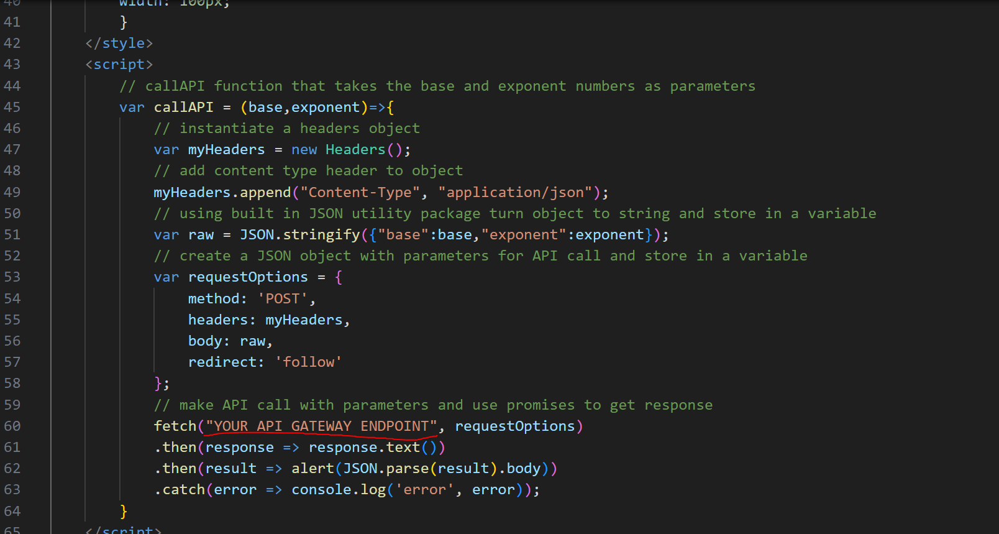 40 width: 100px;
41 }
42 </style>
43 <script>
44 // callAPI function that takes the base and exponent numbers as parameters
45 var callAPI = (base,exponent)=>{
46 // instantiate a headers object
47 var myHeaders = new Headers();
48 // add content type header to object
49 myHeaders.append("Content-Type", "application/json");
50 // using built in JSON utility package turn object to string and store in a variable
51 var raw = JSON.stringify({"base":base,"exponent":exponent});
52 // create a JSON object with parameters for API call and store in a variable
53 var requestOptions = {
54 method: 'POST',
55 headers: myHeaders,
56 body: raw,
57 redirect: 'follow'
58 };
59 // make API call with parameters and use promises to get response
60 fetch("YOUR API GATEWAY ENDPOINT", requestOptions)
61 .then(response => response.text())
62 .then(result => alert(JSON.parse(result).body))
63 .catch(error => console.log('error', error));
64 }
65 </script>